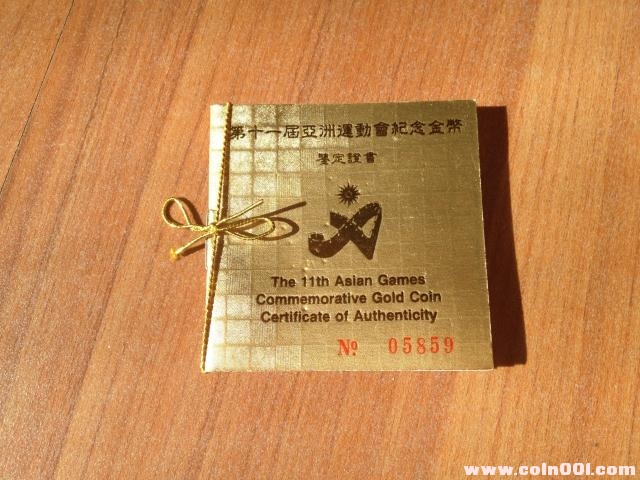 第十一屆亞洲運動會紀念金幣
鑒定證書
The 11th Asian Games
Commemorative Gold Coin
Certificate of Authenticity
№ 05859
www.coin001.com